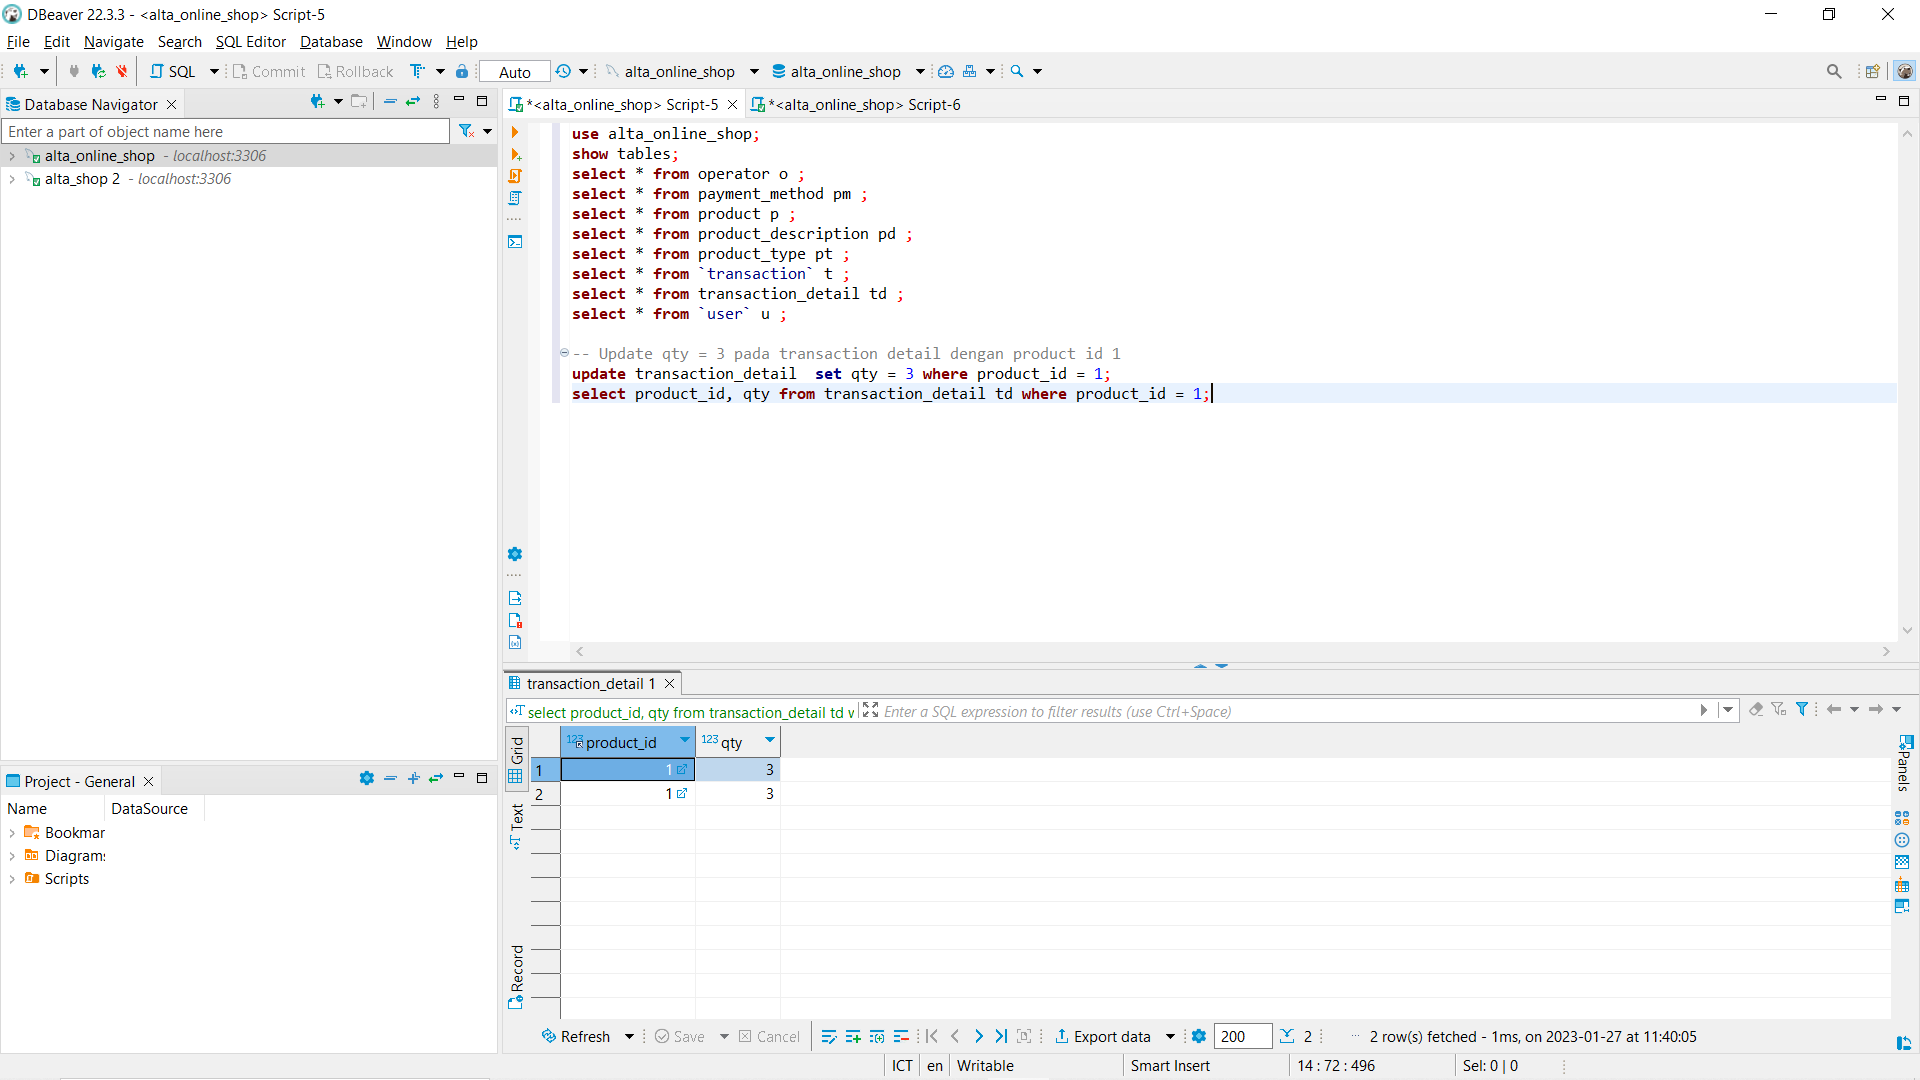 DBeaver 22.3.3 - <alta_online_shop> Script-5
File Edit Navigate Search SQL Editor Database Window Help
SQL Commit Rollback Auto alta_online_shop alta_online_shop
Database Navigator
Enter a part of object name here
alta_online_shop - localhost:3306
alta_shop 2 - localhost:3306
*<alta_online_shop> Script-5 *<alta_online_shop> Script-6
use alta_online_shop;
show tables;
select * from operator o ;
select * from payment_method pm ;
select * from product p ;
select * from product_description pd ;
select * from product_type pt ;
select * from `transaction` t ;
select * from transaction_detail td ;
select * from `user` u ;
-- Update qty = 3 pada transaction detail dengan product id 1
update transaction_detail  set qty = 3 where product_id = 1;
select product_id, qty from transaction_detail td where product_id = 1;
Project - General
Name DataSource
Bookmar
Diagrams
Scripts
transaction_detail 1
select product_id, qty from transaction_detail td v Enter a SQL expression to filter results (use Ctrl+Space)
Grid
Text
Record
123 product_id 123 qty
1 1 3
2 1 3
Panels
Refresh Save Cancel Export data 200 2 2 row(s) fetched - 1ms, on 2023-01-27 at 11:40:05
ICT en Writable Smart Insert 14 : 72 : 496 Sel: 0 | 0